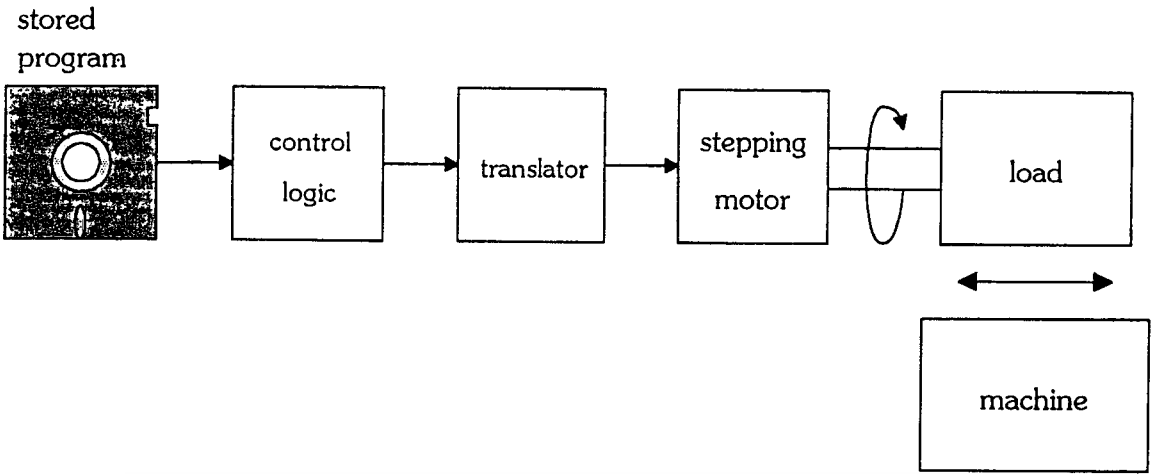 stored
program
control
logic
translator
stepping
motor
load
machine